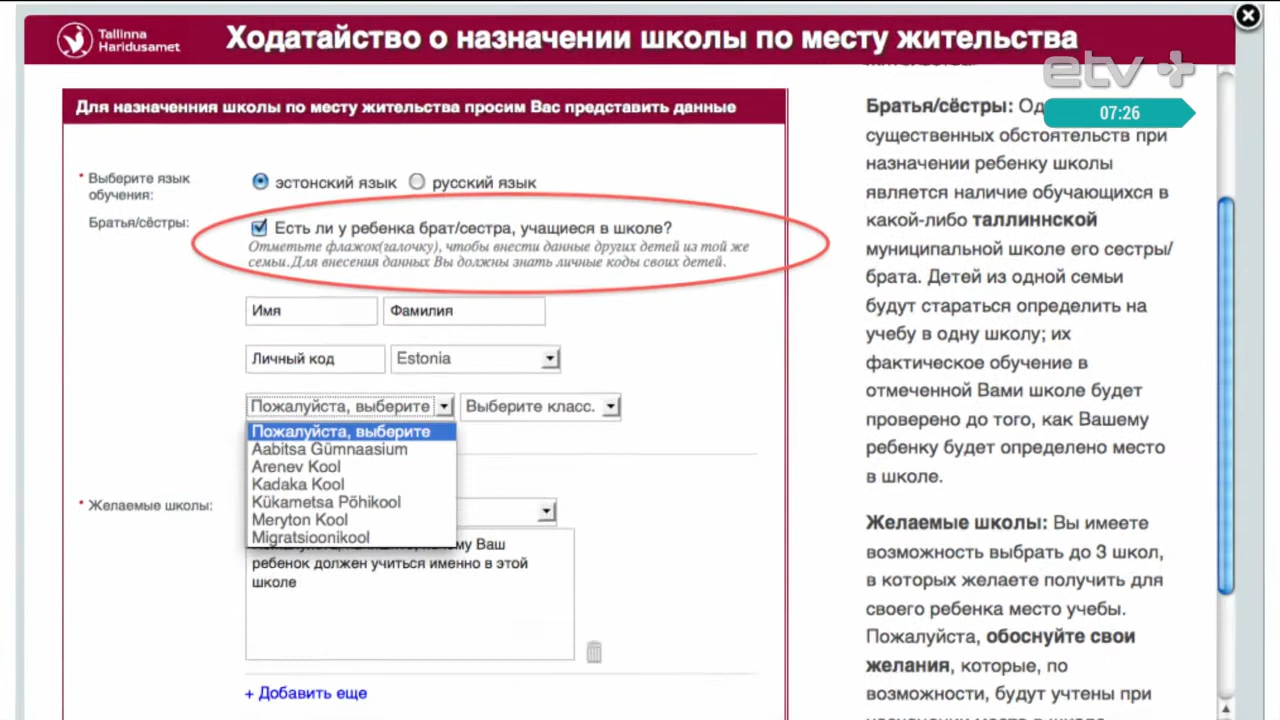 Tallinna
Haridusamet
Ходатайство о назначении школы по месту жительства
etv+
07:26
Для назначенния школы по месту жительства просим Вас представить данные
* Выберите язык
обучения:
эстонский язык
русский язык
Братья/сёстры:
Есть ли у ребенка брат/сестра, учащиеся в школе?
Отметьте флажок(галочку), чтобы внести данные других детей из той же
семьи.Для внесения данных Вы должны знать личные коды своих детей.
Имя
Фамилия
Личный код
Estonia
Пожалуйста, выберите
Выберите класс.
Пожалуйста, выберите
Aabitsa Gümnaasium
Arenev Kool
Kadaka Kool
Kükametsa Põhikool
Meryton Kool
Migratsioonikool
* Желаемые школы:
Ваш
ребенок должен учиться именно в этой
школе
+ Добавить еще
Братья/сёстры:
существенных обстоятельств при
назначении ребенку школы
является наличие обучающихся в
какой-либо таллиннской
муниципальной школе его сестры/
брата. Детей из одной семьи
будут стараться определить на
учебу в одну школу; их
фактическое обучение в
отмеченной Вами школе будет
проверено до того, как Вашему
ребенку будет определено место
в школе.
Желаемые школы: Вы имеете
возможность выбрать до 3 школ,
в которых желаете получить для
своего ребенка место учебы.
Пожалуйста, обоснуйте свои
желания, которые, по
возможности, будут учтены при